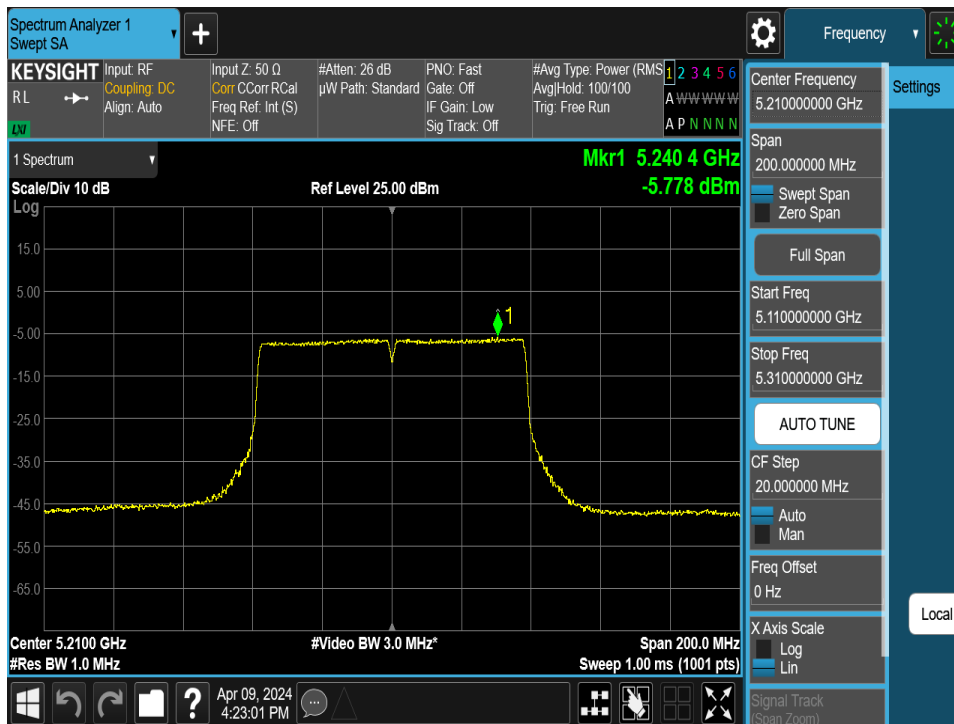 Spectrum Analyzer 1
Swept SA
+
Frequency
KEYSIGHT
R L
LXI
Input: RF
Coupling: DC
Align: Auto
Input Z: 50 Ω
Corr CCorr RCal
Freq Ref: Int (S)
NFE: Off
#Atten: 26 dB
µW Path: Standard
PNO: Fast
Gate: Off
IF Gain: Low
Sig Track: Off
#Avg Type: Power (RMS
Avg|Hold: 100/100
Trig: Free Run
1 2 3 4 5 6
A W W W W W
A P N N N N
1 Spectrum
Mkr1 5.240 4 GHz
Scale/Div 10 dB
Ref Level 25.00 dBm
-5.778 dBm
Log
15.0
5.00
-5.00
-15.0
-25.0
-35.0
-45.0
-55.0
-65.0
1
Center 5.2100 GHz
#Video BW 3.0 MHz*
Span 200.0 MHz
#Res BW 1.0 MHz
Sweep 1.00 ms (1001 pts)
Center Frequency
5.210000000 GHz
Settings
Span
200.000000 MHz
Swept Span
Zero Span
Full Span
Start Freq
5.110000000 GHz
Stop Freq
5.310000000 GHz
AUTO TUNE
CF Step
20.000000 MHz
Auto
Man
Freq Offset
0 Hz
Local
X Axis Scale
Log
Lin
Signal Track
(Span Zoom)
?
Apr 09, 2024
4:23:01 PM